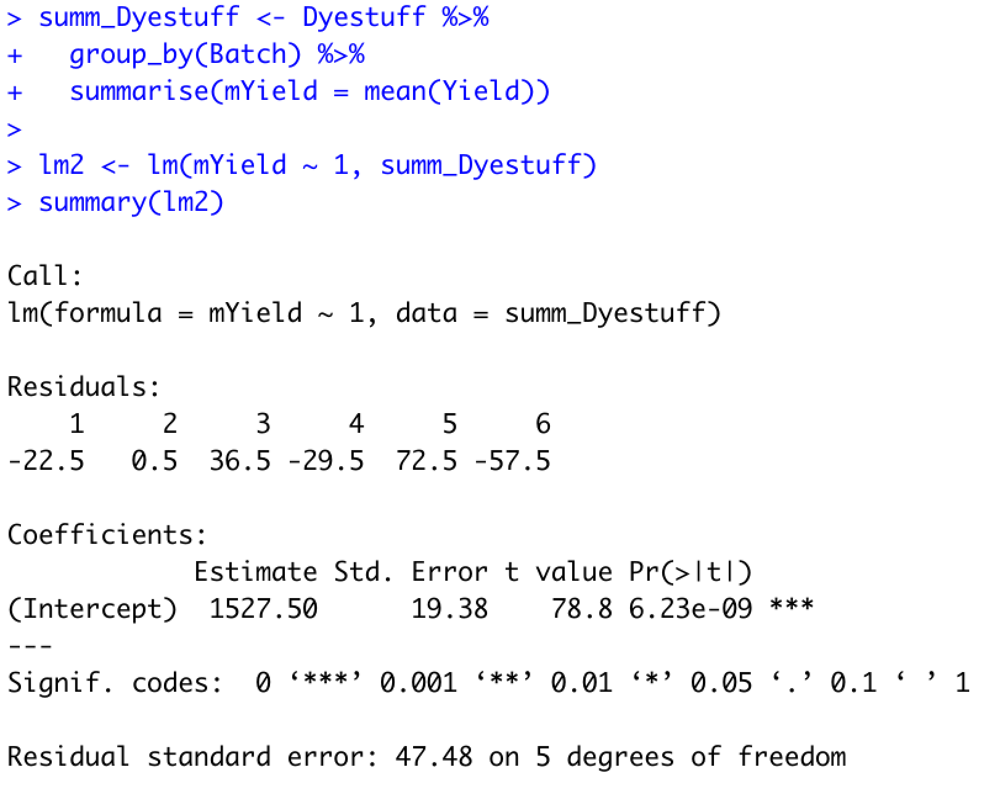 > summ_Dyestuff <- Dyestuff %>%
+   group_by(Batch) %>%
+   summarise(mYield = mean(Yield))
>
> lm2 <- lm(mYield ~ 1, summ_Dyestuff)
> summary(lm2)

Call:
lm(formula = mYield ~ 1, data = summ_Dyestuff)

Residuals:
    1     2     3     4     5     6
-22.5   0.5  36.5 -29.5  72.5 -57.5

Coefficients:
            Estimate Std. Error t value Pr(>|t|)
(Intercept)  1527.50      19.38    78.8 6.23e-09 ***
---
Signif. codes:  0 ‘***’ 0.001 ‘**’ 0.01 ‘*’ 0.05 ‘.’ 0.1 ‘ ’ 1

Residual standard error: 47.48 on 5 degrees of freedom